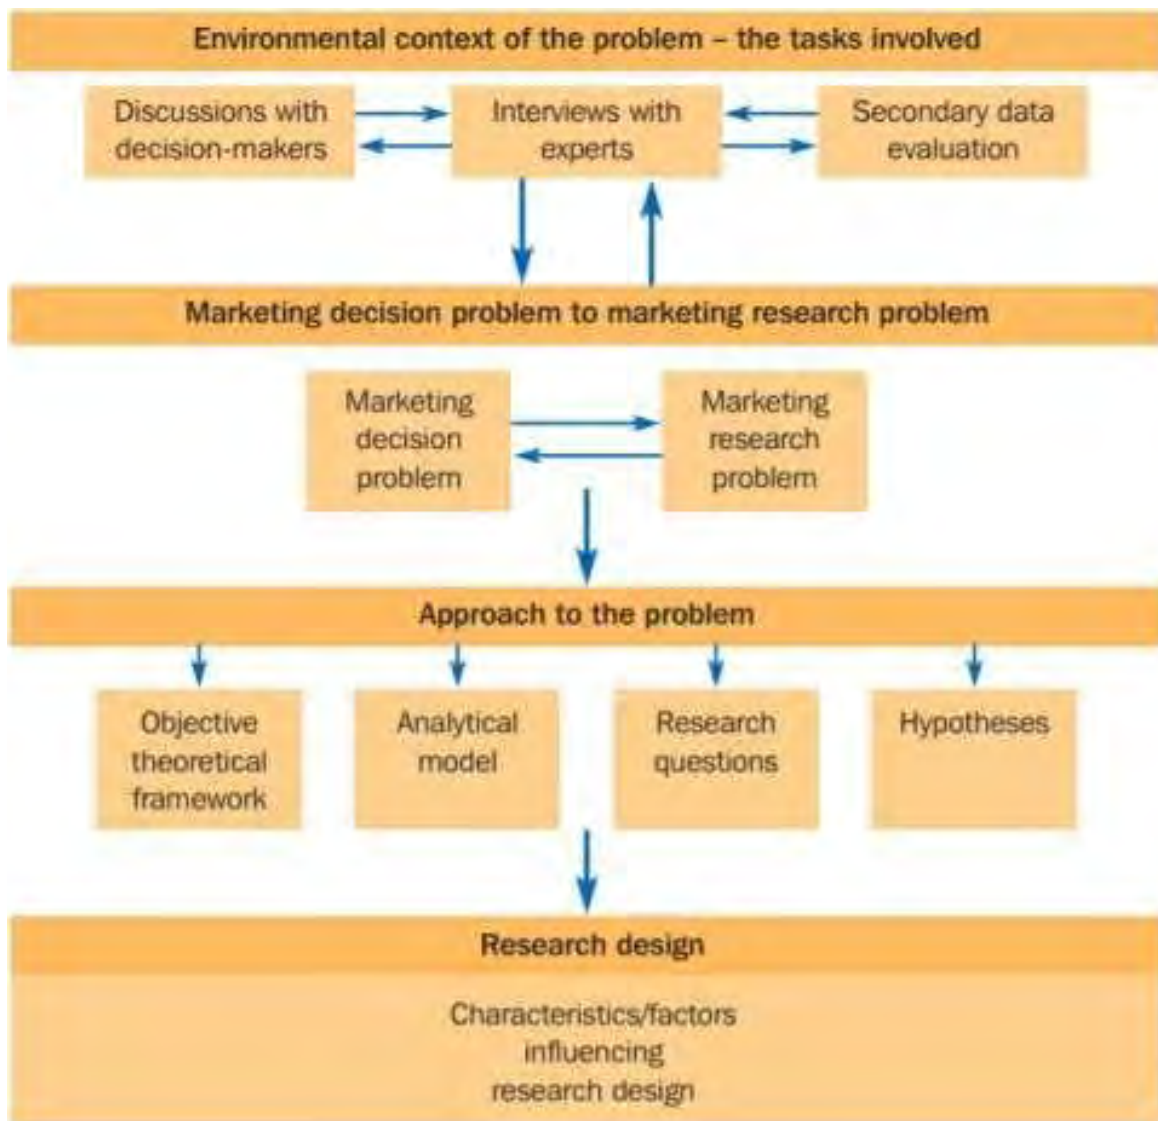 Environmental context of the problem – the tasks involved
Discussions with
decision-makers
Interviews with
experts
Secondary data
evaluation
Marketing decision problem to marketing research problem
Marketing
decision
problem
Marketing
research
problem
Approach to the problem
Objective
theoretical
framework
Analytical
model
Research
questions
Hypotheses
Research design
Characteristics/factors
influencing
research design